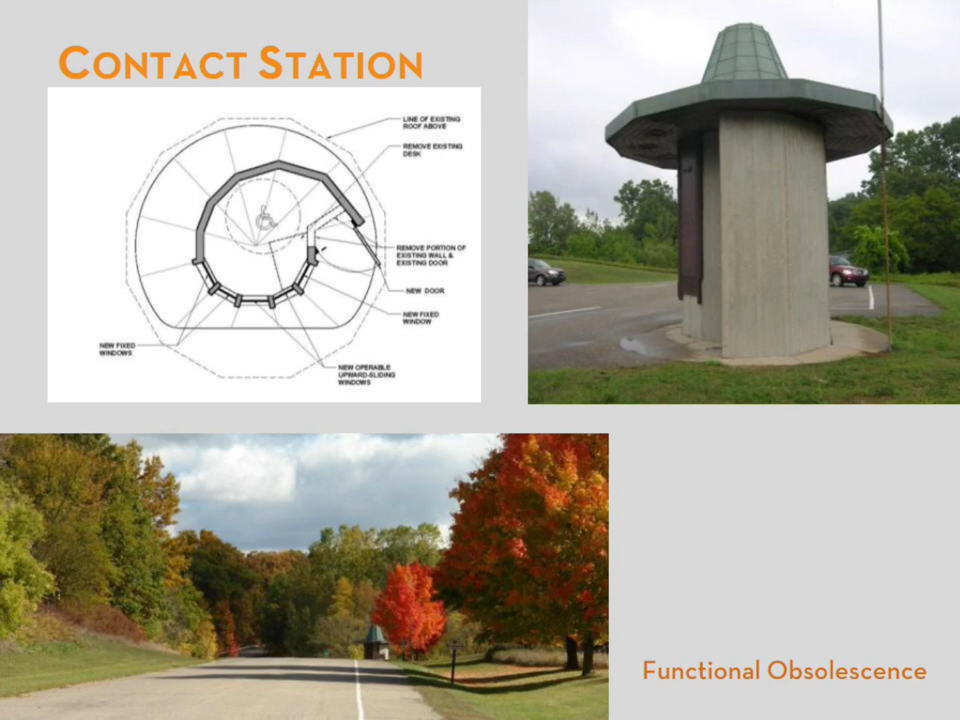 CONTACT STATION
LINE OF EXISTING
ROOF ABOVE
REMOVE EXISTING
DESK
REMOVE PORTION OF
EXISTING WALL &
EXISTING DOOR
NEW DOOR
NEW FIXED
WINDOW
NEW FIXED
WINDOWS
NEW OPERABLE
UPWARD-SLIDING
WINDOWS
Functional Obsolescence